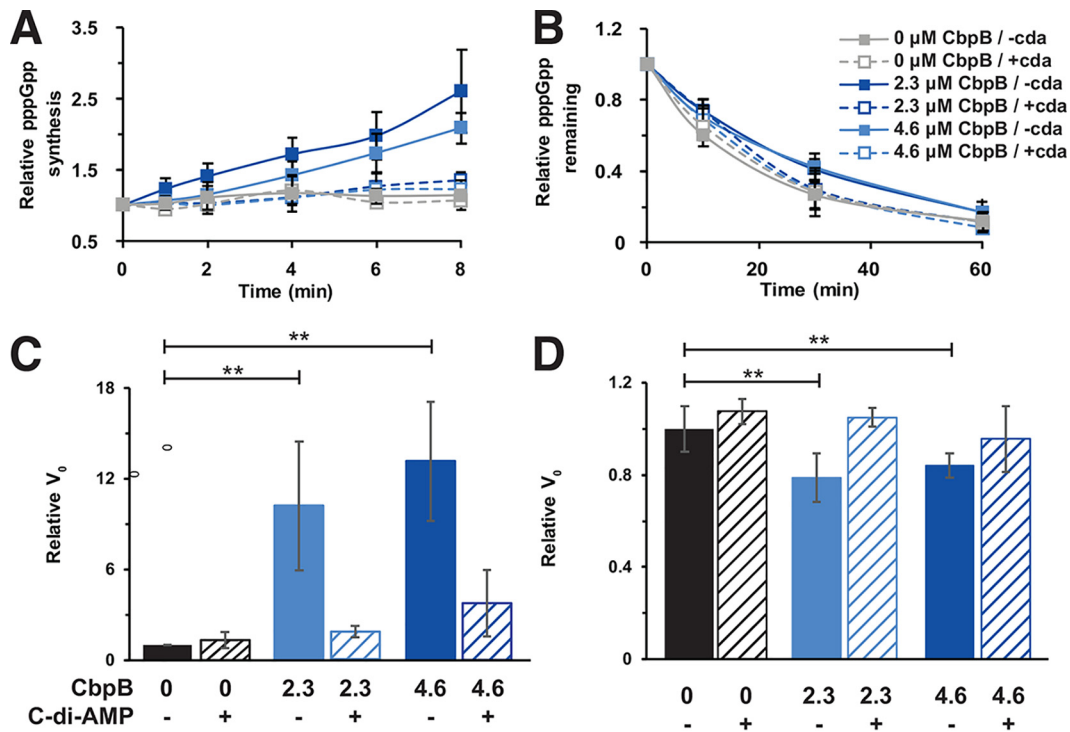 A
3.5
2.5
1.5
0.5
Relative pppGpp
synthesis
0
2
4
6
8
Time (min)
B
1.2
0.8
0.4
0
Relative pppGpp
remaining
0
20
40
60
Time (min)
0 µM CbpB / -cda
0 µM CbpB / +cda
2.3 µM CbpB / -cda
2.3 µM CbpB / +cda
4.6 µM CbpB / -cda
4.6 µM CbpB / +cda
C
**
**
18
12
6
0
0
0
Relative V0
CbpB 0 0 2.3 2.3 4.6 4.6
C-di-AMP - + - + - +
D
**
**
1.2
0.8
0.4
0
Relative V0
0 0 2.3 2.3 4.6 4.6
- + - + - +